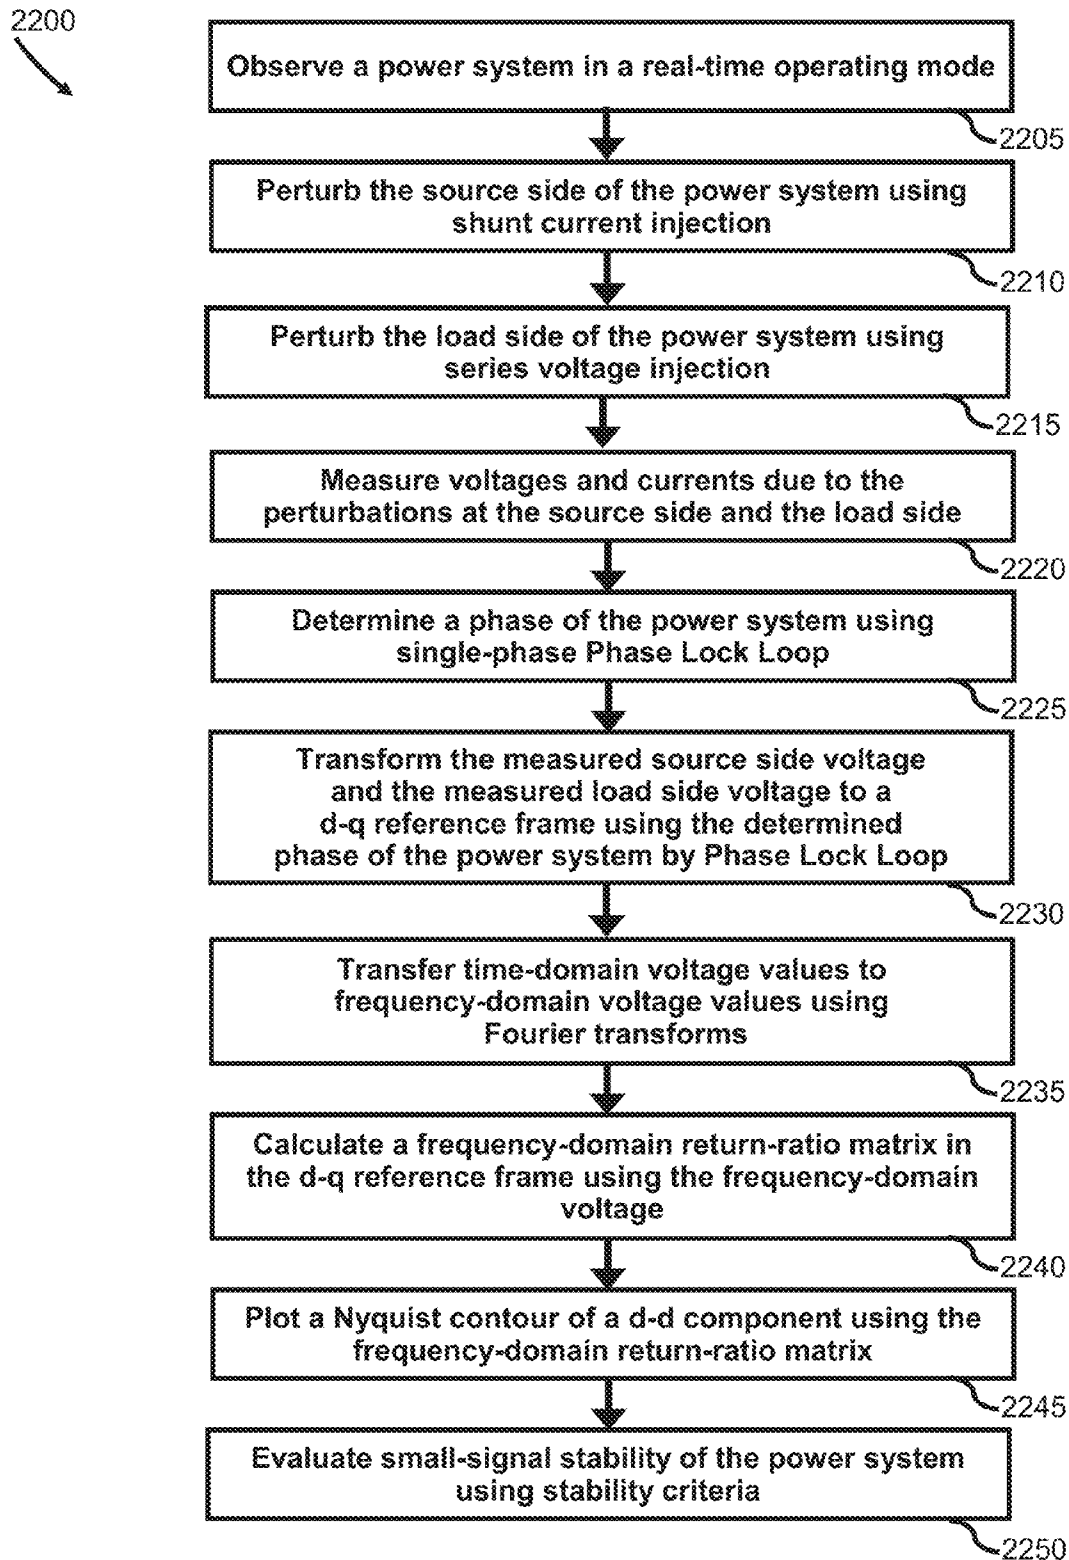 2200
Observe a power system in a real-time operating mode
2205
Perturb the source side of the power system using
shunt current injection
2210
Perturb the load side of the power system using
series voltage injection
2215
Measure voltages and currents due to the
perturbations at the source side and the load side
2220
Determine a phase of the power system using
single-phase Phase Lock Loop
2225
Transform the measured source side voltage
and the measured load side voltage to a
d-q reference frame using the determined
phase of the power system by Phase Lock Loop
2230
Transfer time-domain voltage values to
frequency-domain voltage values using
Fourier transforms
2235
Calculate a frequency-domain return-ratio matrix in
the d-q reference frame using the frequency-domain
voltage
2240
Plot a Nyquist contour of a d-d component using the
frequency-domain return-ratio matrix
2245
Evaluate small-signal stability of the power system
using stability criteria
2250